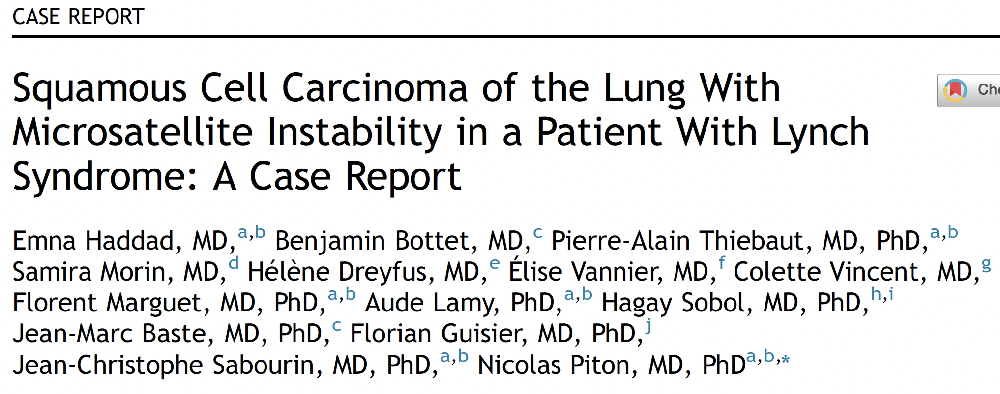 CASE REPORT
Squamous Cell Carcinoma of the Lung With
Microsatellite Instability in a Patient With Lynch
Syndrome: A Case Report
Che
Emna Haddad, MD,a,b Benjamin Bottet, MD,c Pierre-Alain Thiebaut, MD, PhD,a,b
Samira Morin, MD,d Hélène Dreyfus, MD,e Élise Vannier, MD,f Colette Vincent, MD,g
Florent Marguet, MD, PhD,a,b Aude Lamy, PhD,a,b Hagay Sobol, MD, PhD,h,i
Jean-Marc Baste, MD, PhD,c Florian Guisier, MD, PhD,j
Jean-Christophe Sabourin, MD, PhD,a,b Nicolas Piton, MD, PhDa,b,*